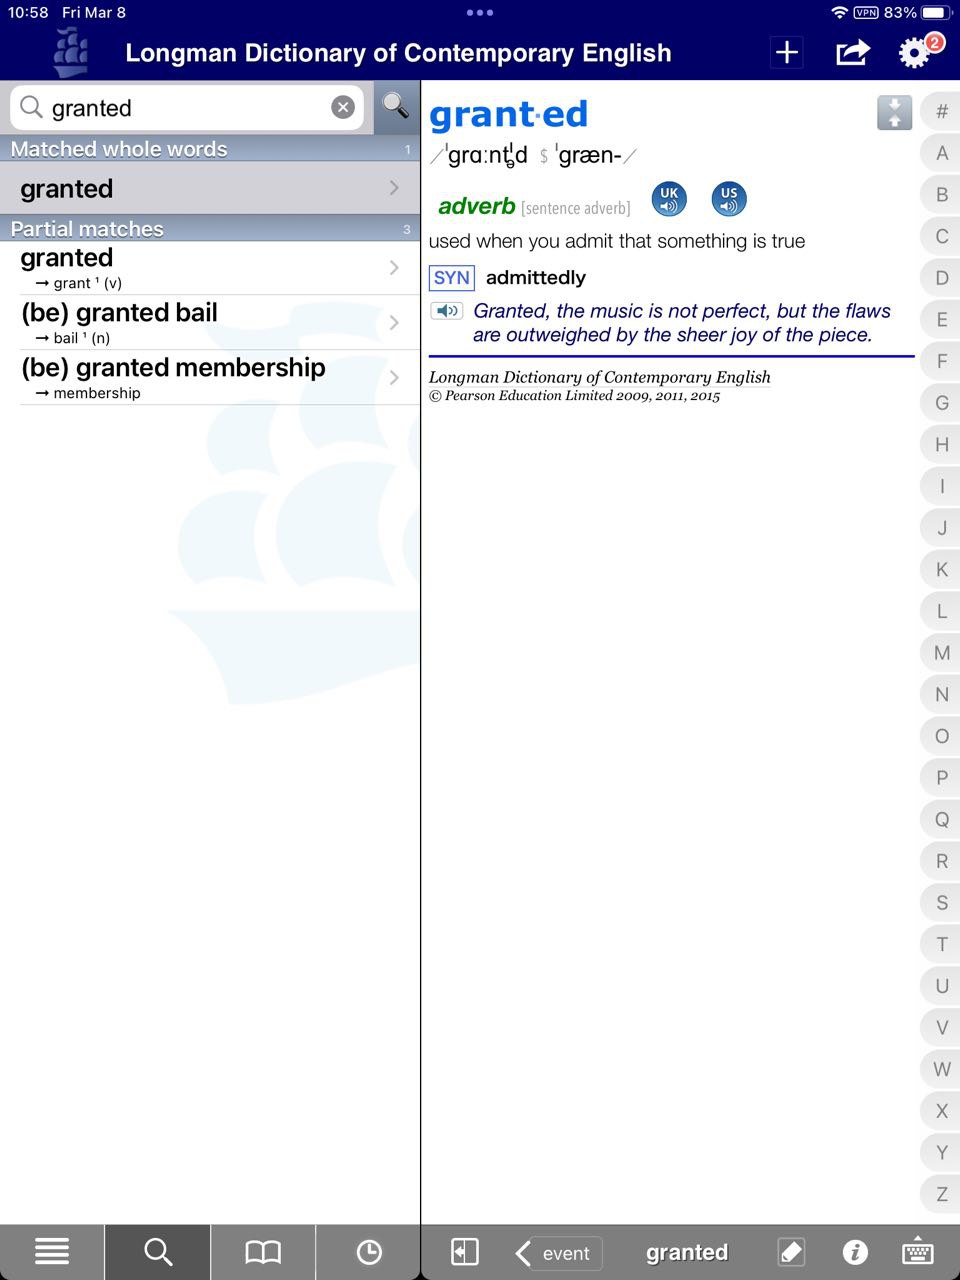 10:58 Fri Mar 8
VPN 83%
Longman Dictionary of Contemporary English
2
granted
Matched whole words 1
granted
Partial matches 3
granted
→ grant ¹ (v)
(be) granted bail
→ bail ¹ (n)
(be) granted membership
→ membership
grant·ed
/ˈɡrɑːntɪ̈d $ ˈɡræn-/
adverb [sentence adverb] UK US
used when you admit that something is true
SYN admittedly
Granted, the music is not perfect, but the flaws
are outweighed by the sheer joy of the piece.
Longman Dictionary of Contemporary English
© Pearson Education Limited 2009, 2011, 2015
#
A
B
C
D
E
F
G
H
I
J
K
L
M
N
O
P
Q
R
S
T
U
V
W
X
Y
Z
event granted